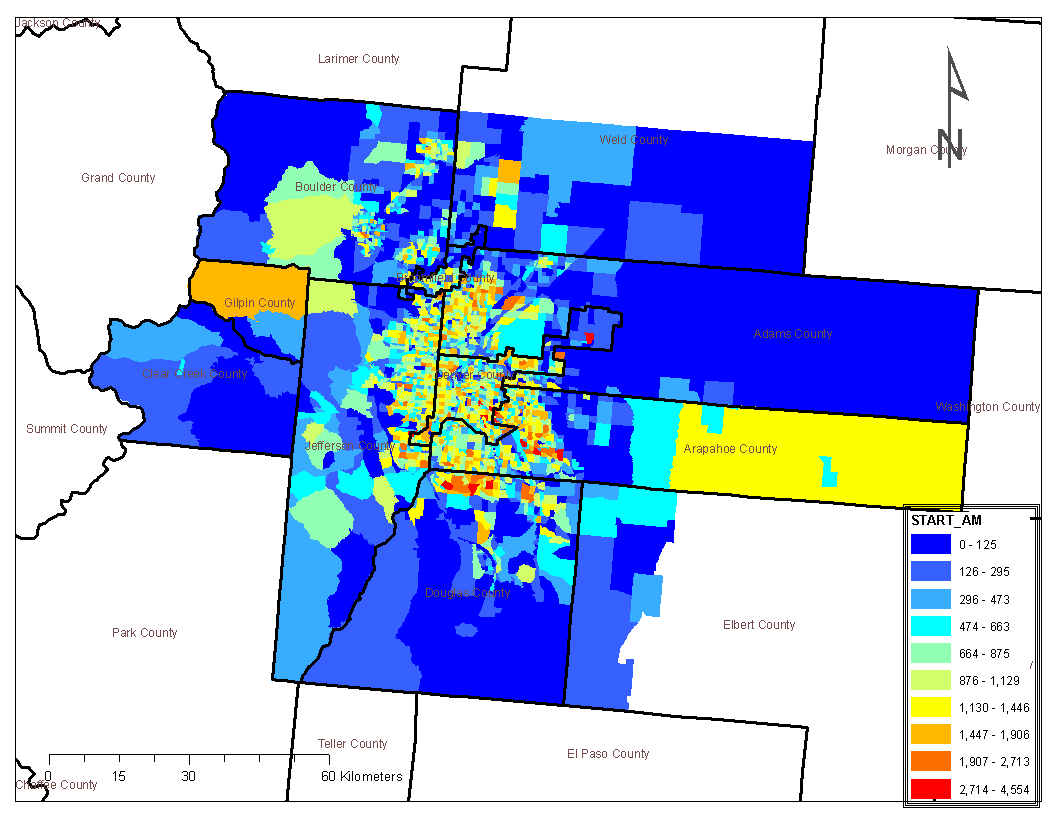 Jackson County
Larimer County
Weld County
Morgan County
N
Grand County
Boulder County
Gilpin County
Adams County
Clear Creek County
Denver County
Washington County
Summit County
Jefferson County
Arapahoe County
START_AM
0 - 125
126 - 295
296 - 473
474 - 663
664 - 875
876 - 1,129
1,130 - 1,446
1,447 - 1,906
1,907 - 2,713
2,714 - 4,554
Douglas County
Elbert County
Park County
Teller County
El Paso County
0 15 30 60 Kilometers
Chaffee County